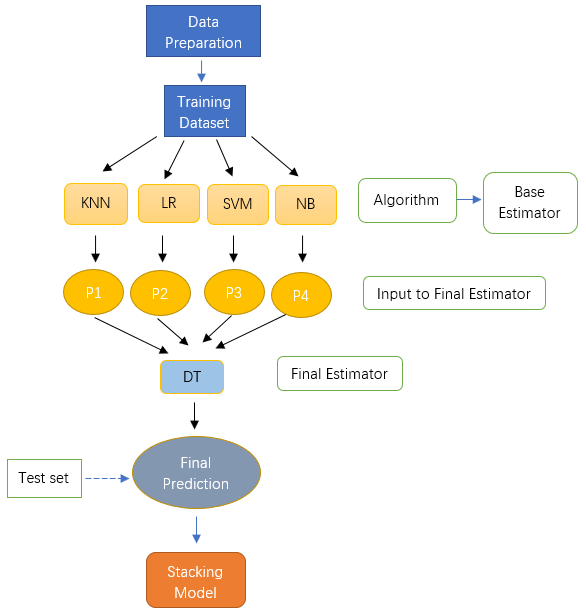 Data
Preparation
Training
Dataset
KNN
LR
SVM
NB
Algorithm
Base
Estimator
P1
P2
P3
P4
Input to Final Estimator
DT
Final Estimator
Final
Prediction
Test set
Stacking
Model